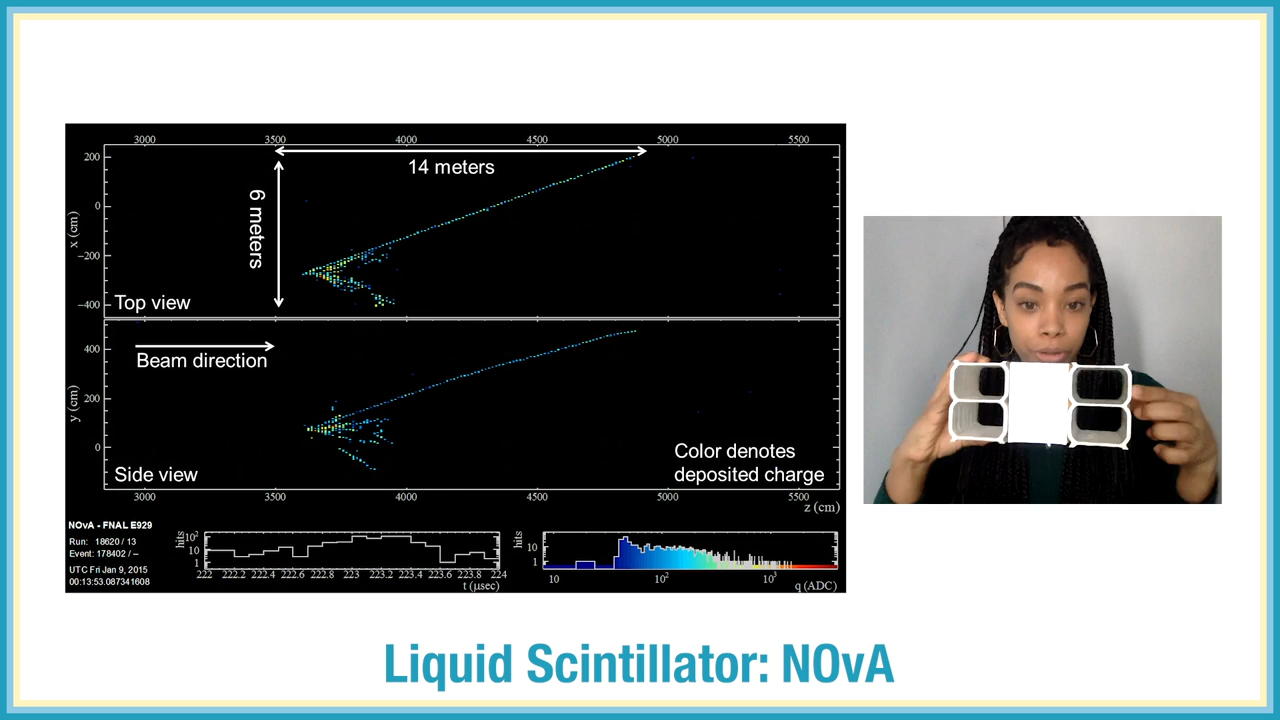 3000 3500 4000 4500 5000 5500
200
0
−200
−400
x (cm)
14 meters
6 meters
Top view
Beam direction
400
200
0
y (cm)
Side view
Color denotes
deposited charge
3000 3500 4000 4500 5000 5500
z (cm)
NOvA - FNAL E929
Run: 18620 / 13
Event: 178402 / --
UTC Fri Jan 9, 2015
00:13:53.087341608
hits
10²
10
1
222 222.2 222.4 222.6 222.8 223 223.2 223.4 223.6 223.8 224
t (μsec)
hits
10
1
10 10² 10³
q (ADC)
Liquid Scintillator: NOvA